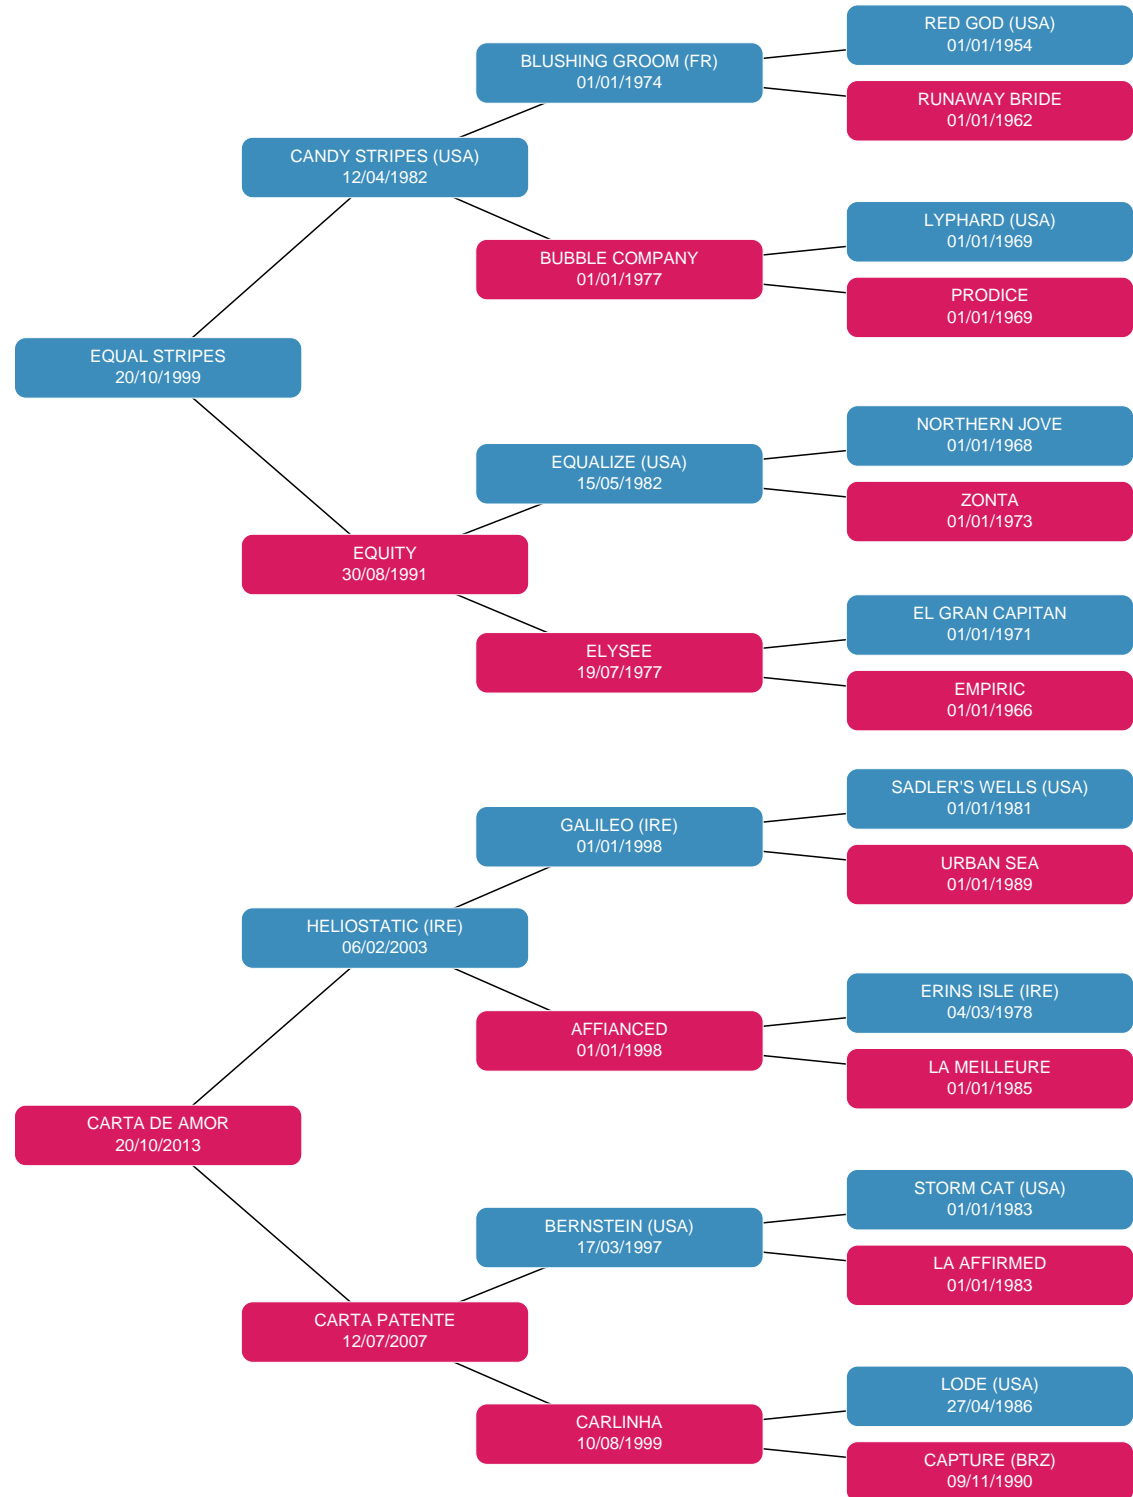 RED GOD (USA)
01/01/1954
BLUSHING GROOM (FR)
01/01/1974
RUNAWAY BRIDE
01/01/1962
CANDY STRIPES (USA)
12/04/1982
LYPHARD (USA)
01/01/1969
BUBBLE COMPANY
01/01/1977
PRODICE
01/01/1969
EQUAL STRIPES
20/10/1999
NORTHERN JOVE
01/01/1968
EQUALIZE (USA)
15/05/1982
ZONTA
01/01/1973
EQUITY
30/08/1991
EL GRAN CAPITAN
01/01/1971
ELYSEE
19/07/1977
EMPIRIC
01/01/1966
SADLER'S WELLS (USA)
01/01/1981
GALILEO (IRE)
01/01/1998
URBAN SEA
01/01/1989
HELIOSTATIC (IRE)
06/02/2003
ERINS ISLE (IRE)
04/03/1978
AFFIANCED
01/01/1998
LA MEILLEURE
01/01/1985
CARTA DE AMOR
20/10/2013
STORM CAT (USA)
01/01/1983
BERNSTEIN (USA)
17/03/1997
LA AFFIRMED
01/01/1983
CARTA PATENTE
12/07/2007
LODE (USA)
27/04/1986
CARLINHA
10/08/1999
CAPTURE (BRZ)
09/11/1990